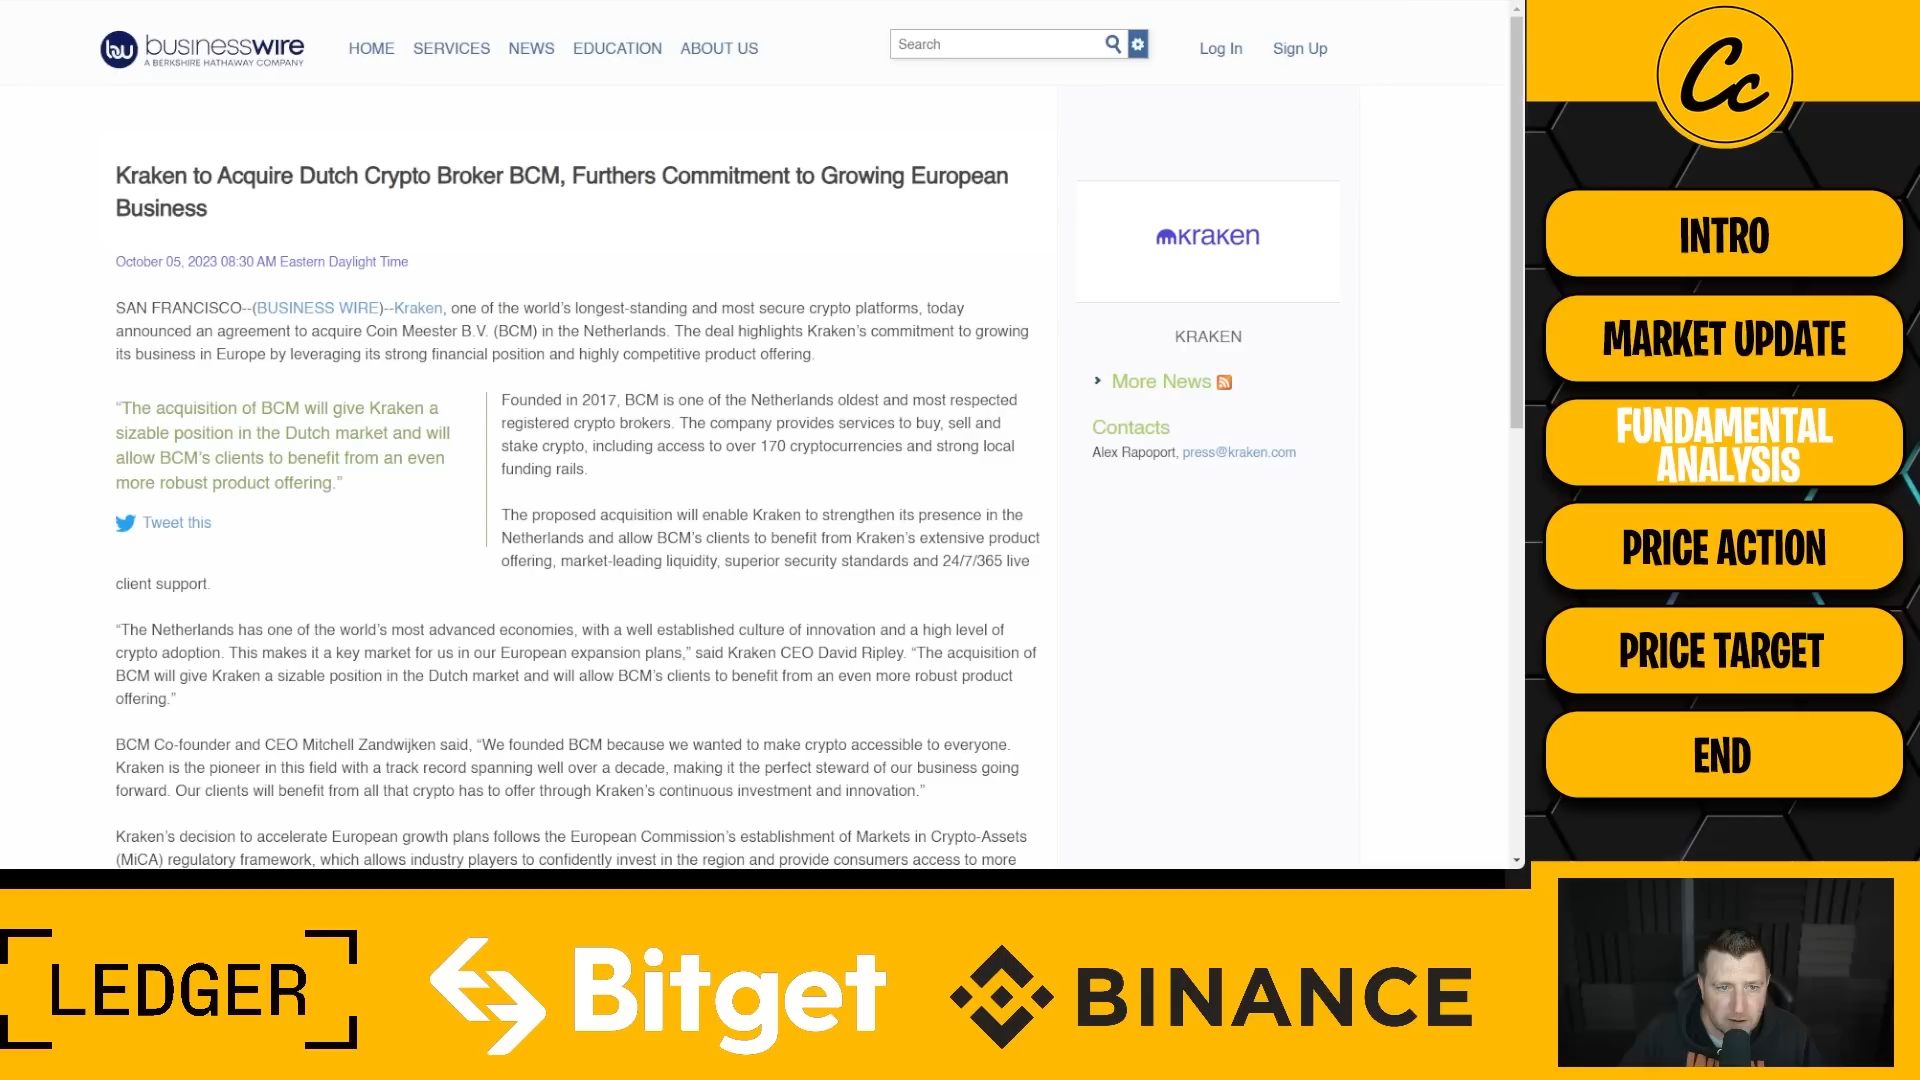 businesswire
A BERKSHIRE HATHAWAY COMPANY
HOME SERVICES NEWS EDUCATION ABOUT US
Search
Log In Sign Up
Kraken to Acquire Dutch Crypto Broker BCM, Furthers Commitment to Growing European
Business
October 05, 2023 08:30 AM Eastern Daylight Time
SAN FRANCISCO--(BUSINESS WIRE)--Kraken, one of the world's longest-standing and most secure crypto platforms, today
announced an agreement to acquire Coin Meester B.V. (BCM) in the Netherlands. The deal highlights Kraken's commitment to growing
its business in Europe by leveraging its strong financial position and highly competitive product offering.
“The acquisition of BCM will give Kraken a
sizable position in the Dutch market and will
allow BCM's clients to benefit from an even
more robust product offering.”
Tweet this
Founded in 2017, BCM is one of the Netherlands oldest and most respected
registered crypto brokers. The company provides services to buy, sell and
stake crypto, including access to over 170 cryptocurrencies and strong local
funding rails.
The proposed acquisition will enable Kraken to strengthen its presence in the
Netherlands and allow BCM's clients to benefit from Kraken's extensive product
offering, market-leading liquidity, superior security standards and 24/7/365 live
client support.
“The Netherlands has one of the world's most advanced economies, with a well established culture of innovation and a high level of
crypto adoption. This makes it a key market for us in our European expansion plans,” said Kraken CEO David Ripley. “The acquisition of
BCM will give Kraken a sizable position in the Dutch market and will allow BCM's clients to benefit from an even more robust product
offering.”
BCM Co-founder and CEO Mitchell Zandwijken said, “We founded BCM because we wanted to make crypto accessible to everyone.
Kraken is the pioneer in this field with a track record spanning well over a decade, making it the perfect steward of our business going
forward. Our clients will benefit from all that crypto has to offer through Kraken's continuous investment and innovation.”
Kraken's decision to accelerate European growth plans follows the European Commission's establishment of Markets in Crypto-Assets
(MiCA) regulatory framework, which allows industry players to confidently invest in the region and provide consumers access to more
kraken
KRAKEN
More News
Contacts
Alex Rapoport, press@kraken.com
Cc
INTRO
MARKET UPDATE
FUNDAMENTAL
ANALYSIS
PRICE ACTION
PRICE TARGET
END
LEDGER
Bitget
BINANCE